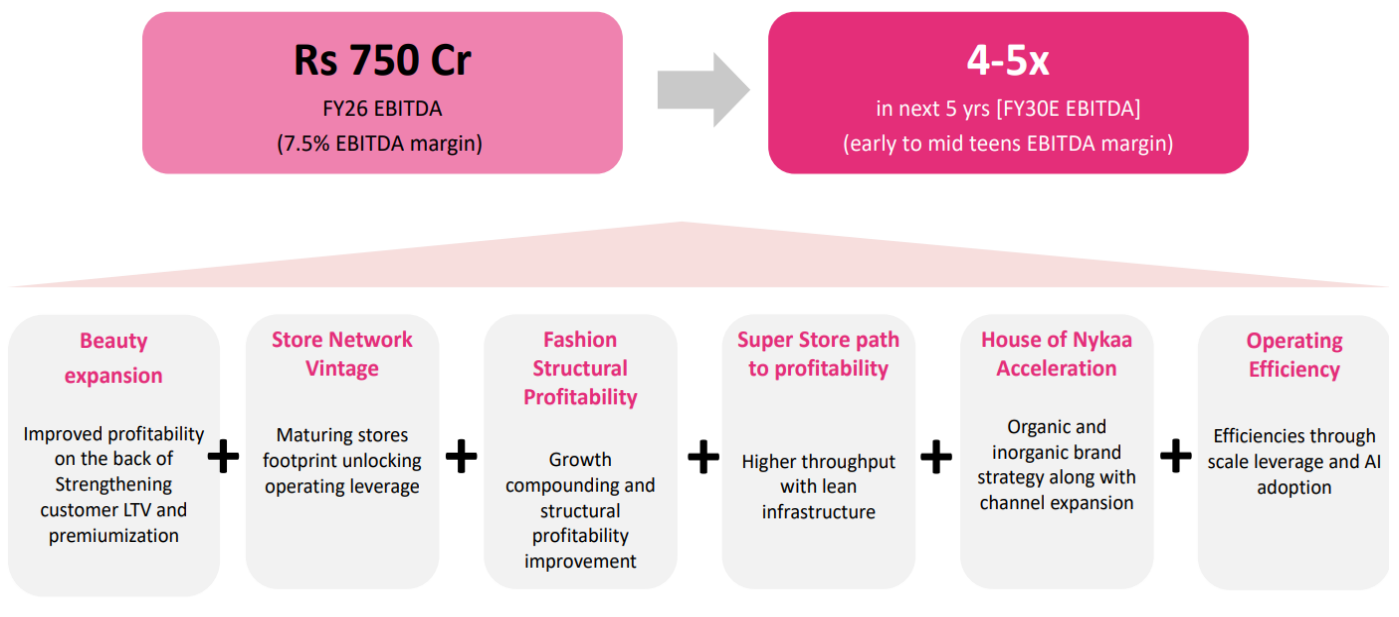 Rs 750 Cr
FY26 EBITDA
(7.5% EBITDA margin)
4-5x
in next 5 yrs [FY30E EBITDA]
(early to mid teens EBITDA margin)
Beauty
expansion
Improved profitability
on the back of
Strengthening
customer LTV and
premiumization
+
Store Network
Vintage
Maturing stores
footprint unlocking
operating leverage
+
Fashion
Structural
Profitability
Growth
compounding and
structural
profitability
improvement
+
Super Store path
to profitability
Higher throughput
with lean
infrastructure
+
House of Nykaa
Acceleration
Organic and
inorganic brand
strategy along with
channel expansion
+
Operating
Efficiency
Efficiencies through
scale leverage and AI
adoption